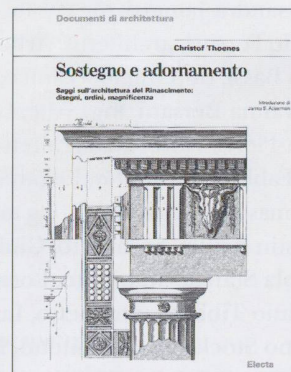 Documenti di architettura
Christof Thoenes
Sostegno e adornamento
Saggi sull'architettura del Rinascimento:
disegni, ordini, magnificenza
Introduzione di
James S. Ackerman
Electa